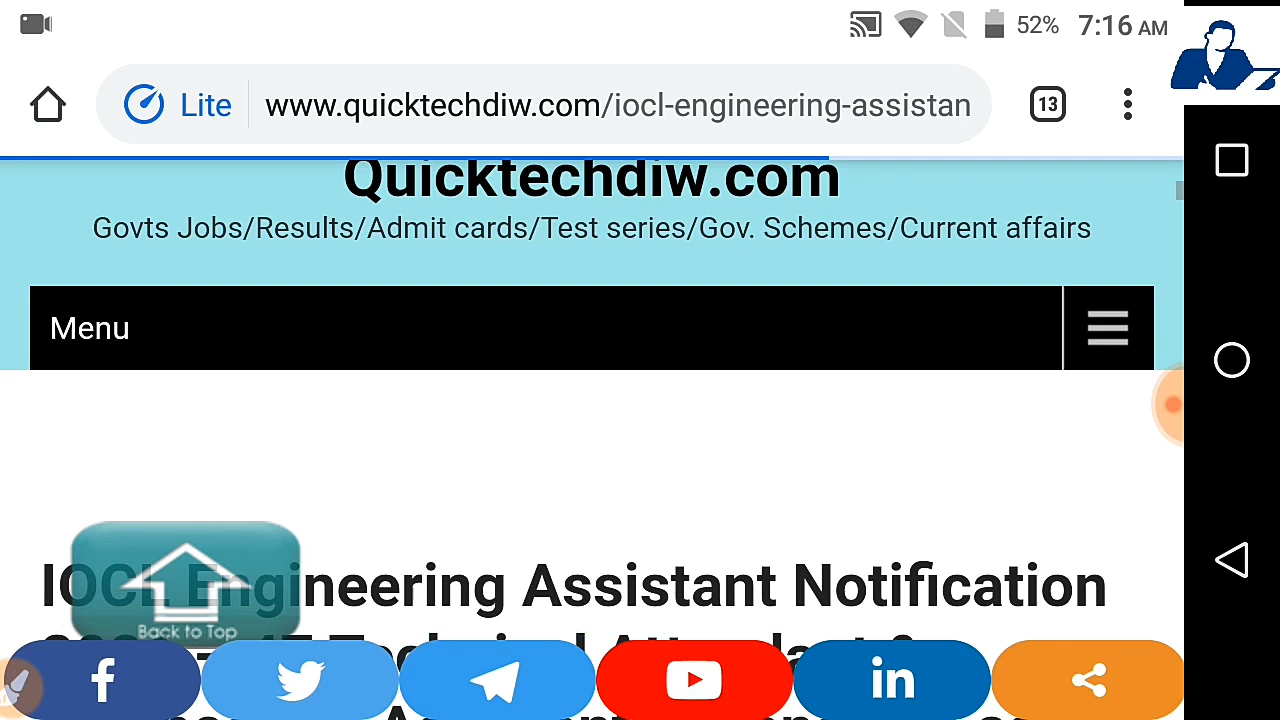 52% 7:16 AM
Lite www.quicktechdiw.com/iocl-engineering-assistan 13
Quicktechdiw.com
Govts Jobs/Results/Admit cards/Test series/Gov. Schemes/Current affairs
Menu
IOCL Engineering Assistant Notification
Back to Top